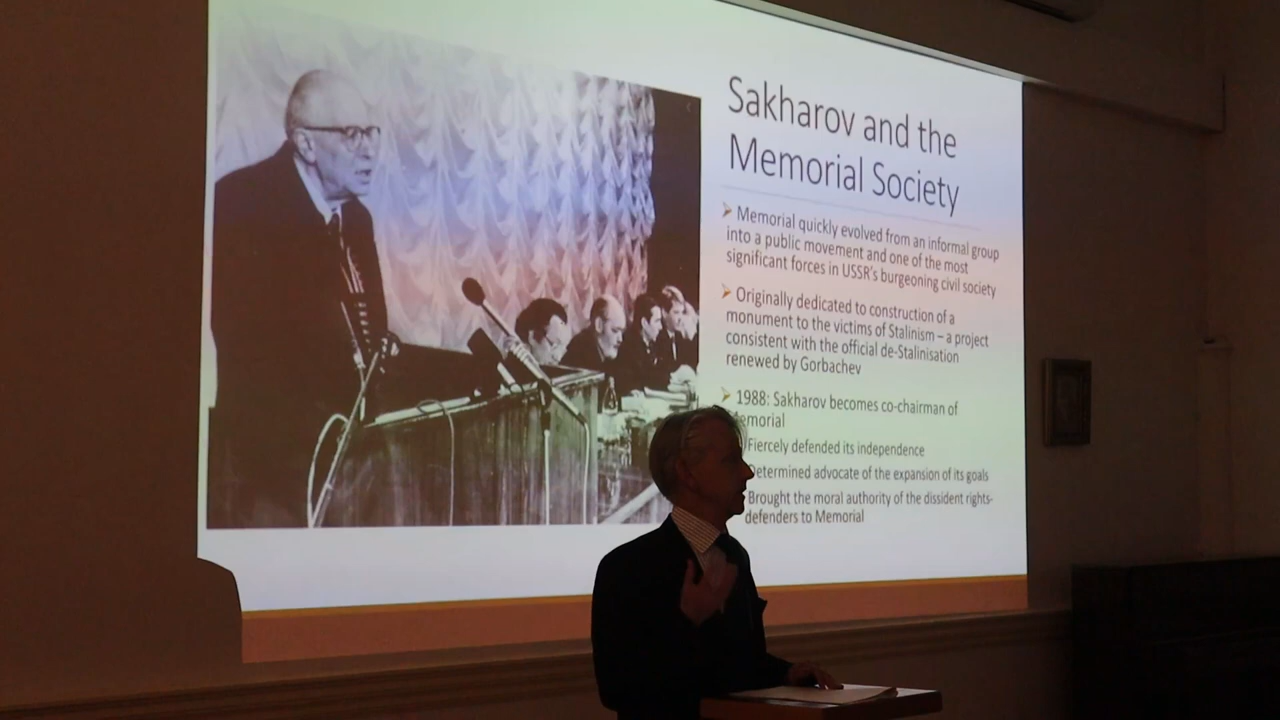 Sakharov and the
Memorial Society
Memorial quickly evolved from an informal group
into a public movement and one of the most
significant forces in USSR's burgeoning civil society
Originally dedicated to construction of a
monument to the victims of Stalinism – a project
consistent with the official de-Stalinisation
renewed by Gorbachev
1988: Sakharov becomes co-chairman of
emorial
Fiercely defended its independence
Determined advocate of the expansion of its goals
Brought the moral authority of the dissident rights-
defenders to Memorial